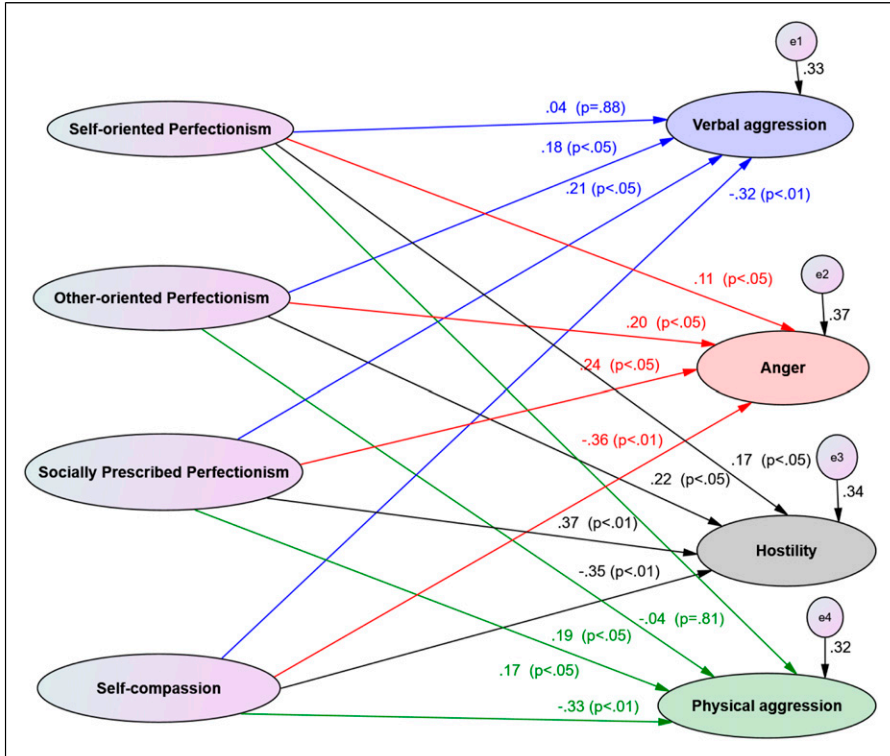 e1
.33
Self-oriented Perfectionism
.04 (p=.88)
Verbal aggression
.18 (p<.05)
.21 (p<.05)
-.32 (p<.01)
e2
.11 (p<.05)
Other-oriented Perfectionism
.37
.20 (p<.05)
Anger
.24 (p<.05)
-.36 (p<.01)
e3
.17 (p<.05)
Socially Prescribed Perfectionism
.22 (p<.05)
.34
.37 (p<.01)
Hostility
-.35 (p<.01)
e4
-.04 (p=.81)
.19 (p<.05)
.32
.17 (p<.05)
Self-compassion
-.33 (p<.01)
Physical aggression